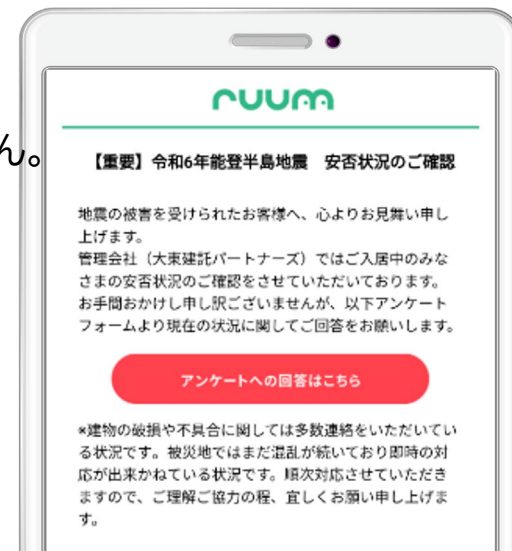 ruum
ん。
【重要】令和6年能登半島地震　安否状況のご確認
地震の被害を受けられたお客様へ、心よりお見舞い申し
上げます。
管理会社（大東建託パートナーズ）ではご入居中のみな
さまの安否状況のご確認をさせていただいております。
お手間おかけし申し訳ございませんが、以下アンケート
フォームより現在の状況に関してご回答をお願いします。
アンケートへの回答はこちら
*建物の破損や不具合に関しては多数連絡をいただいてい
る状況です。被災地ではまだ混乱が続いており即時の対
応が出来かねている状況です。順次対応させていただき
ますので、ご理解ご協力の程、宜しくお願い申し上げま
す。